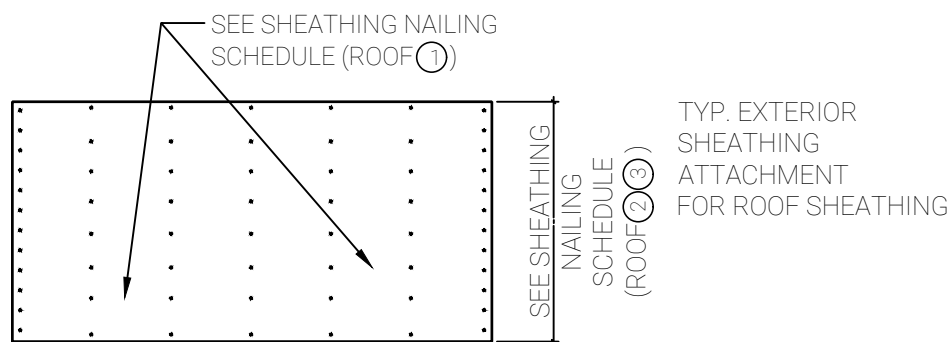 SEE SHEATHING NAILING
SCHEDULE (ROOF 1)
SEE SHEATHING
NAILING
SCHEDULE
(ROOF 2 3)
TYP. EXTERIOR
SHEATHING
ATTACHMENT
FOR ROOF SHEATHING